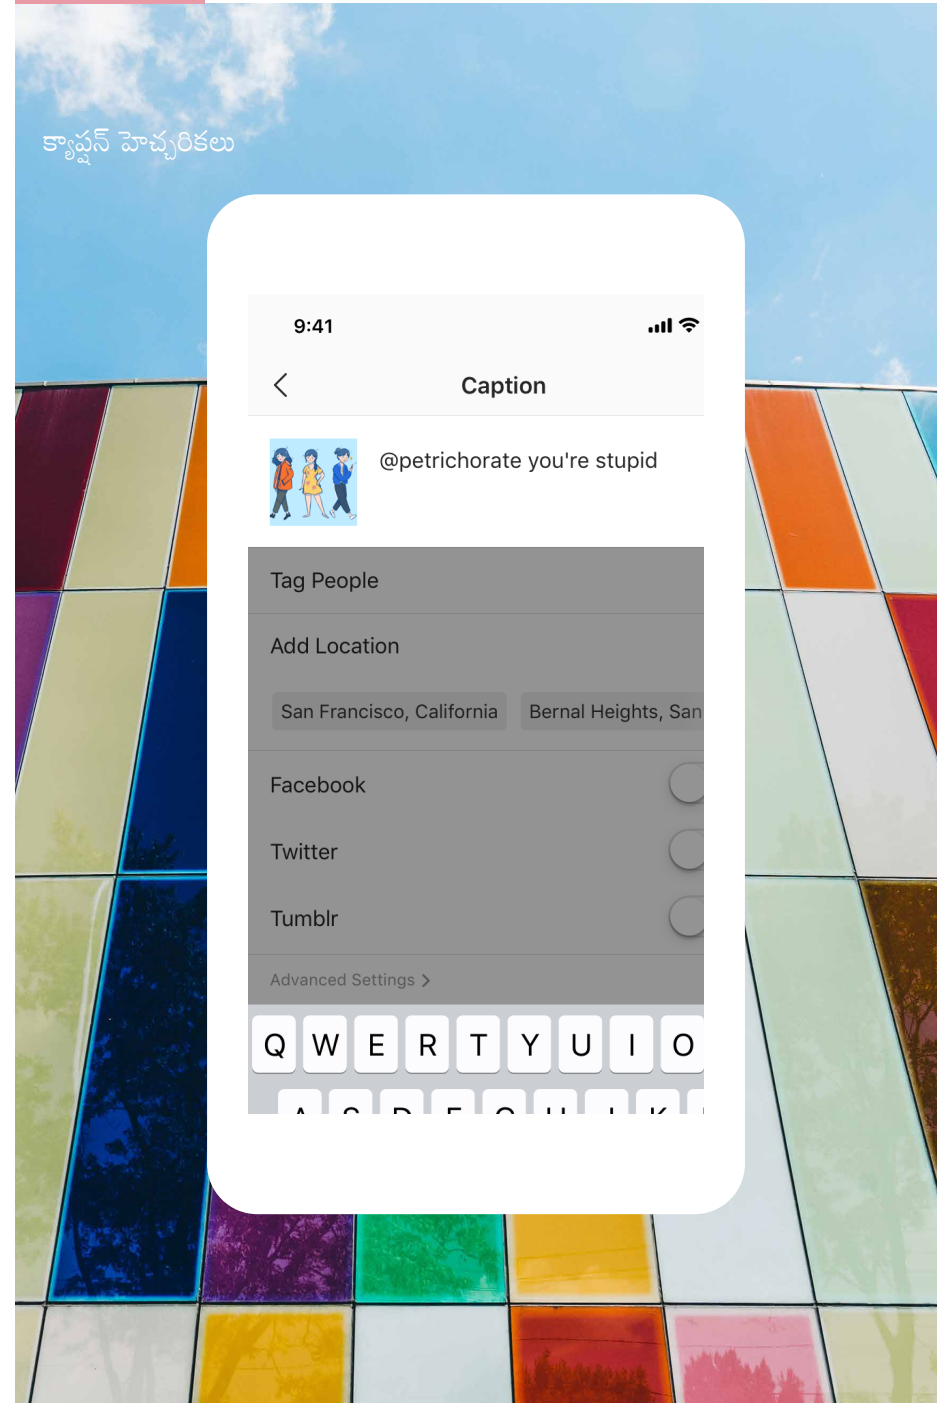 క్యాప్షన్ హెచ్చరికలు
9:41
Caption
@petrichorate you're stupid
Tag People
Add Location
San Francisco, California Bernal Heights, San
Facebook
Twitter
Tumblr
Advanced Settings
Q W E R T Y U I O